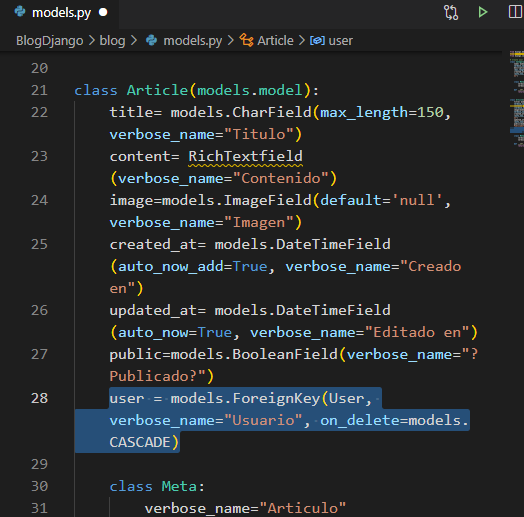 models.py
BlogDjango > blog > models.py > Article > user
20
21 class Article(models.model):
22 title= models.CharField(max_length=150,
verbose_name="Titulo")
23 content= RichTextfield
(verbose_name="Contenido")
24 image=models.ImageField(default='null',
verbose_name="Imagen")
25 created_at= models.DateTimeField
(auto_now_add=True, verbose_name="Creado
en")
26 updated_at= models.DateTimeField
(auto_now=True, verbose_name="Editado en")
27 public=models.BooleanField(verbose_name="?
Publicado?")
28 user = models.ForeignKey(User,
verbose_name="Usuario", on_delete=models.
CASCADE)
29
30 class Meta:
31 verbose_name="Articulo"